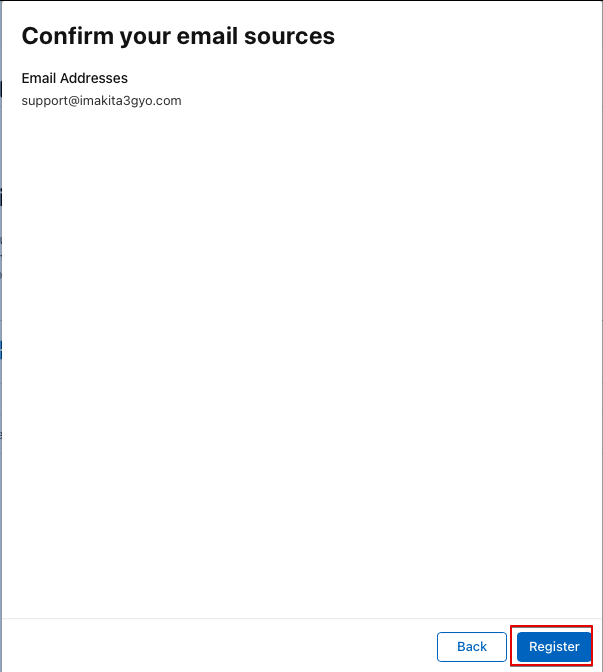 Confirm your email sources
Email Addresses
support@imakita3gyo.com
Back
Register